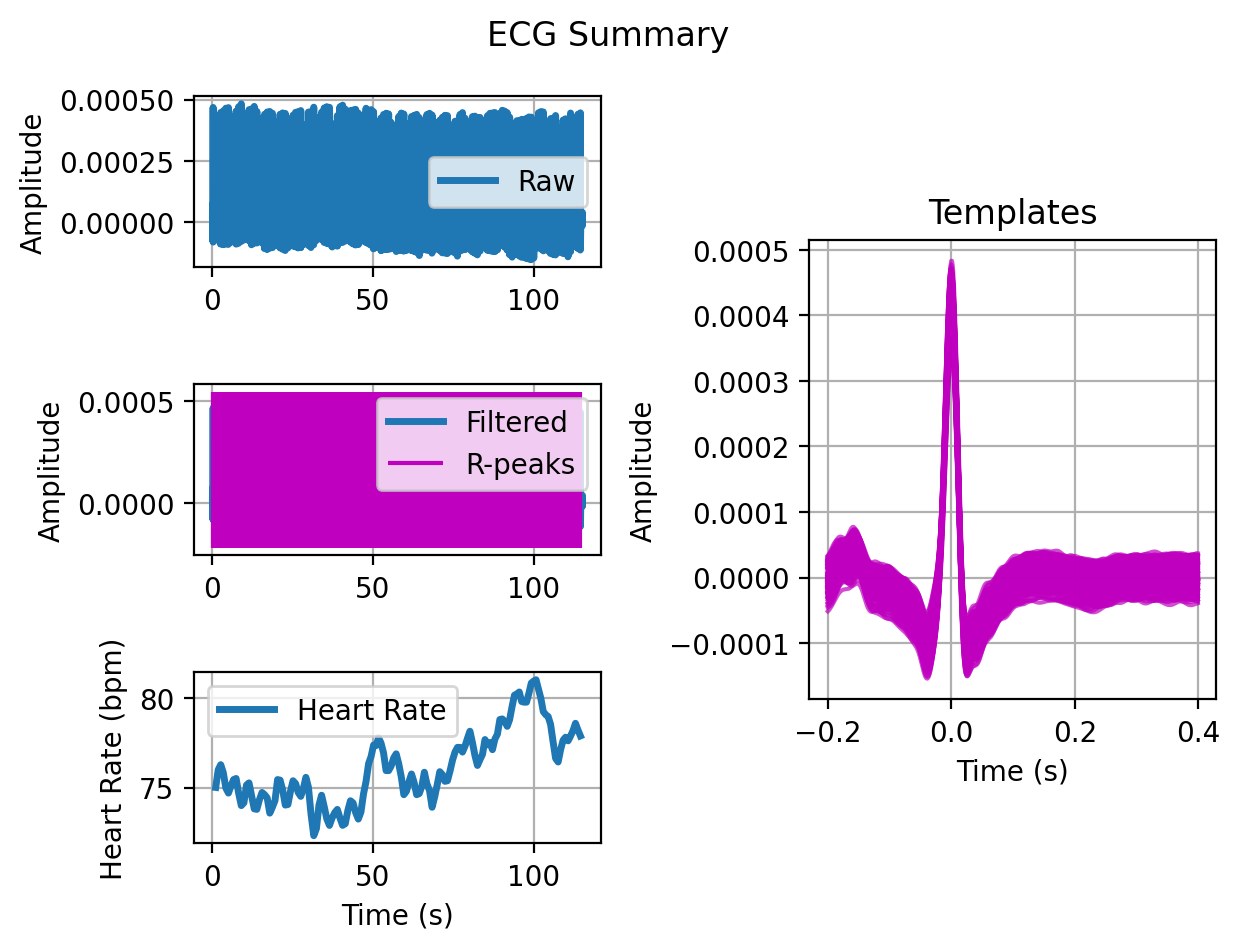 ECG Summary
Amplitude
0.00050
0.00025
0.00000
Raw
0 50 100
Amplitude
0.0005
0.0000
Filtered
R-peaks
0 50 100
Heart Rate (bpm)
80
75
Heart Rate
0 50 100
Time (s)
Templates
Amplitude
0.0005
0.0004
0.0003
0.0002
0.0001
0.0000
−0.0001
−0.2 0.0 0.2 0.4
Time (s)